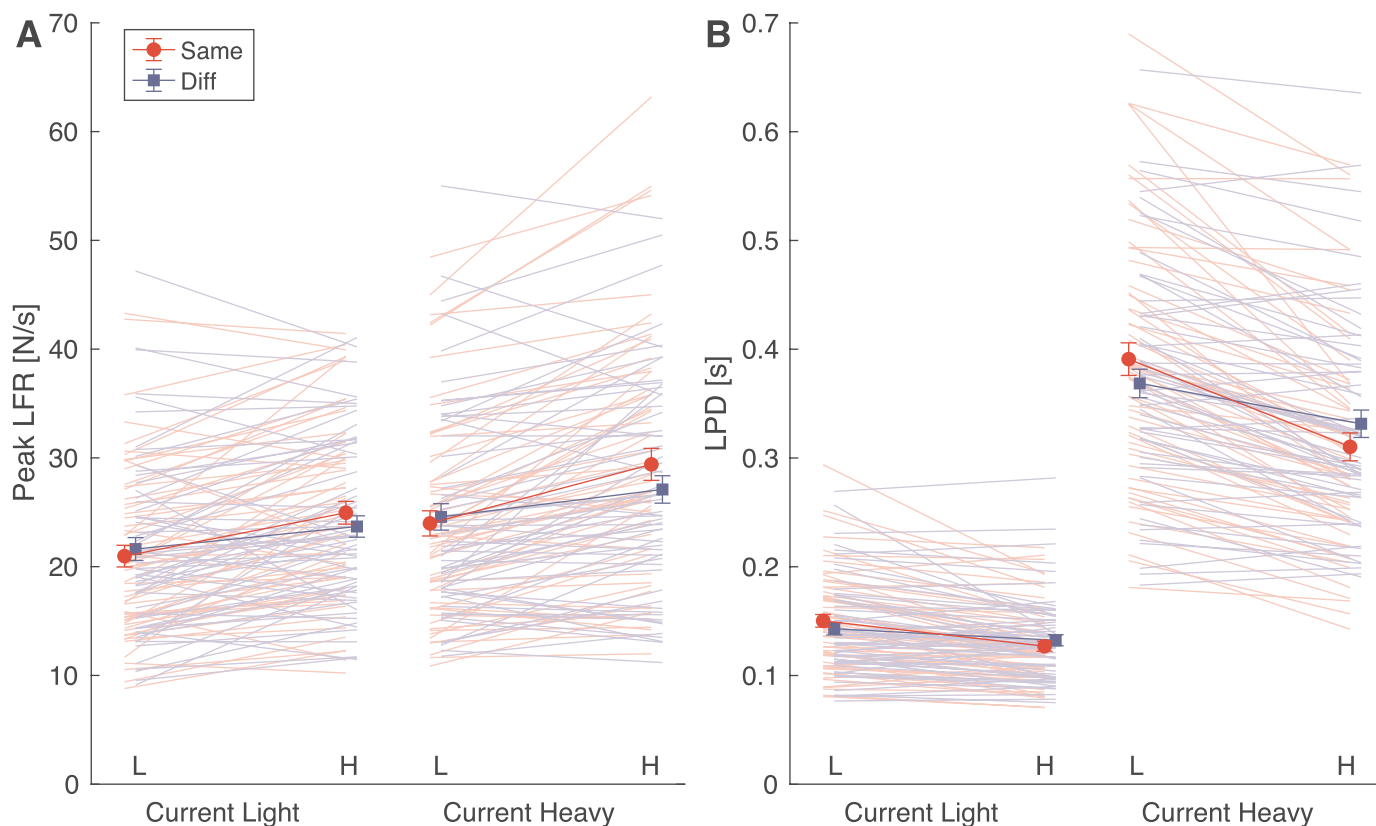 A
Same
Diff
Peak LFR [N/s]
70
60
50
40
30
20
10
0
L
H
L
H
Current Light
Current Heavy
B
LPD [s]
0.7
0.6
0.5
0.4
0.3
0.2
0.1
0
L
H
L
H
Current Light
Current Heavy